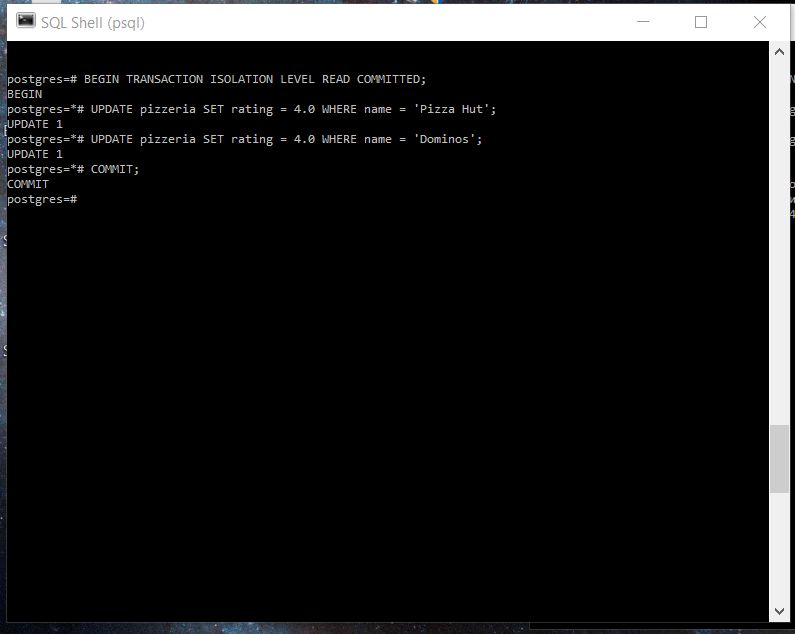 SQL Shell (psql)
postgres=# BEGIN TRANSACTION ISOLATION LEVEL READ COMMITTED;
BEGIN
postgres=*# UPDATE pizzeria SET rating = 4.0 WHERE name = 'Pizza Hut';
UPDATE 1
postgres=*# UPDATE pizzeria SET rating = 4.0 WHERE name = 'Dominos';
UPDATE 1
postgres=*# COMMIT;
COMMIT
postgres=#